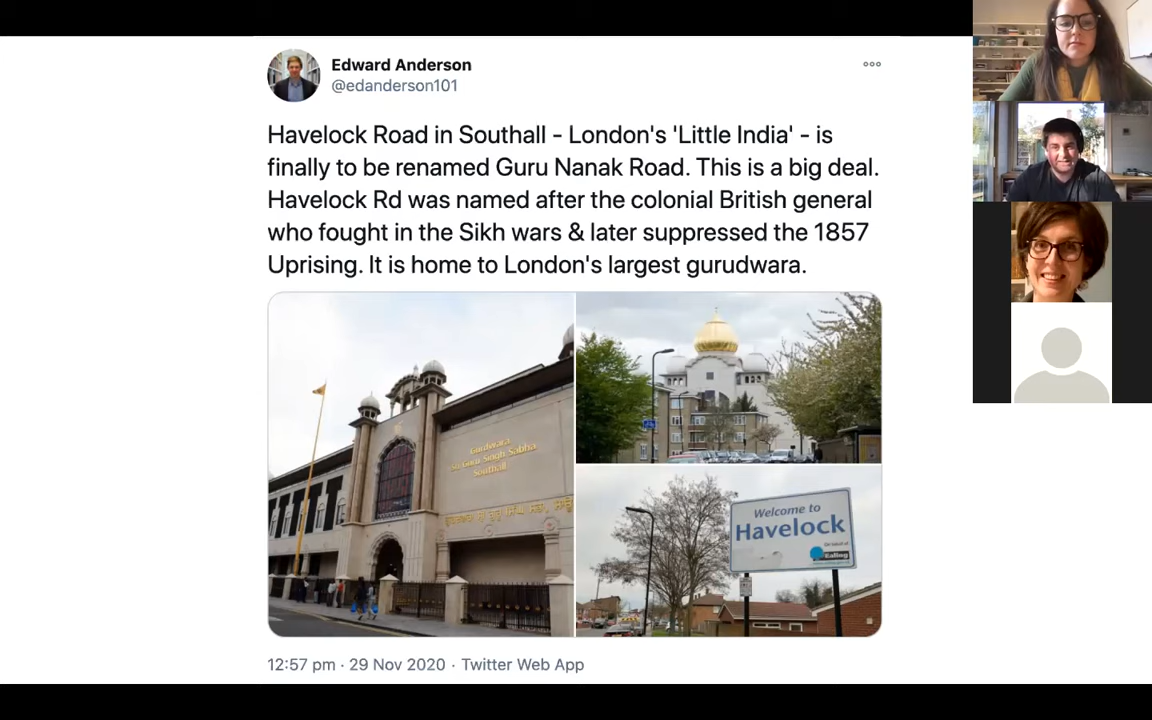 Edward Anderson
@edanderson101
Havelock Road in Southall - London's 'Little India' - is
finally to be renamed Guru Nanak Road. This is a big deal.
Havelock Rd was named after the colonial British general
who fought in the Sikh wars & later suppressed the 1857
Uprising. It is home to London's largest gurudwara.
Gurdwara
Sri Guru Singh Sabha
Southall
Welcome to
Havelock
Ealing
12:57 pm · 29 Nov 2020 · Twitter Web App